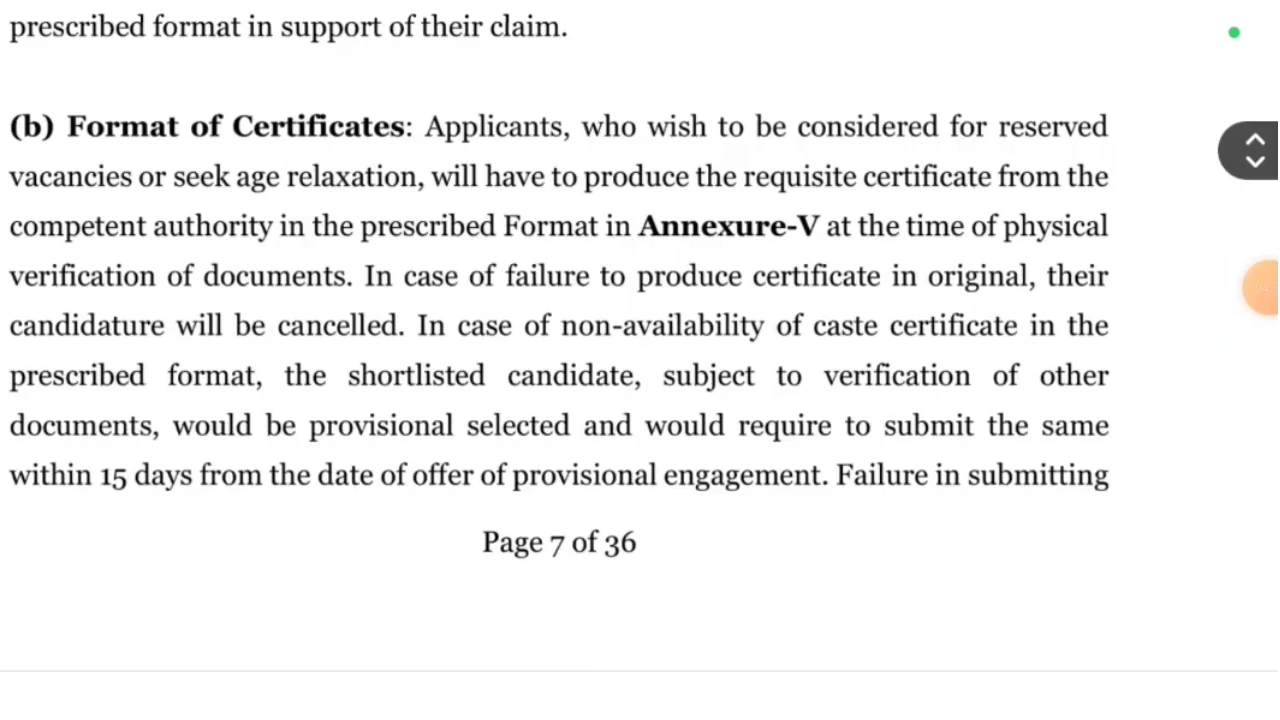 prescribed format in support of their claim.
(b) Format of Certificates: Applicants, who wish to be considered for reserved
vacancies or seek age relaxation, will have to produce the requisite certificate from the
competent authority in the prescribed Format in Annexure-V at the time of physical
verification of documents. In case of failure to produce certificate in original, their
candidature will be cancelled. In case of non-availability of caste certificate in the
prescribed format, the shortlisted candidate, subject to verification of other
documents, would be provisional selected and would require to submit the same
within 15 days from the date of offer of provisional engagement. Failure in submitting
Page 7 of 36